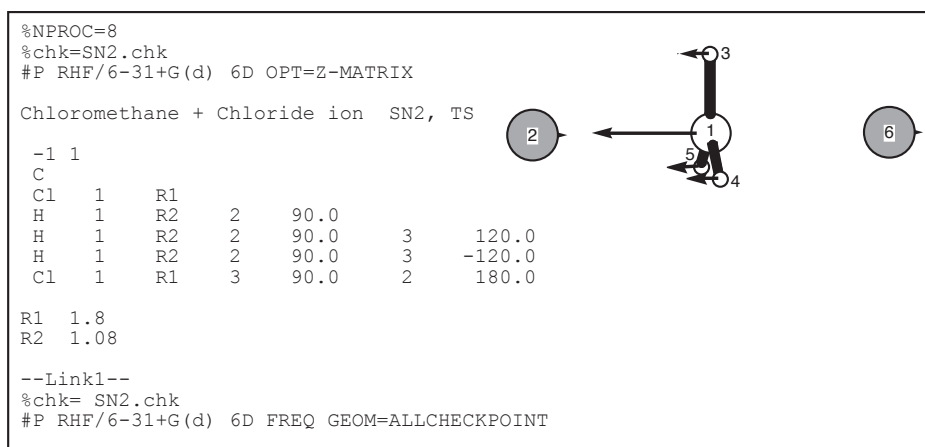 %NPROC=8
%chk=SN2.chk
#P RHF/6-31+G(d) 6D OPT=Z-MATRIX
Chloromethane + Chloride ion SN2, TS
-1 1
C
Cl 1 R1
H 1 R2 2 90.0
H 1 R2 2 90.0 3 120.0
H 1 R2 2 90.0 3 -120.0
Cl 1 R1 3 90.0 2 180.0
R1 1.8
R2 1.08
--Link1--
%chk= SN2.chk
#P RHF/6-31+G(d) 6D FREQ GEOM=ALLCHECKPOINT
3
2
1
6
5
4